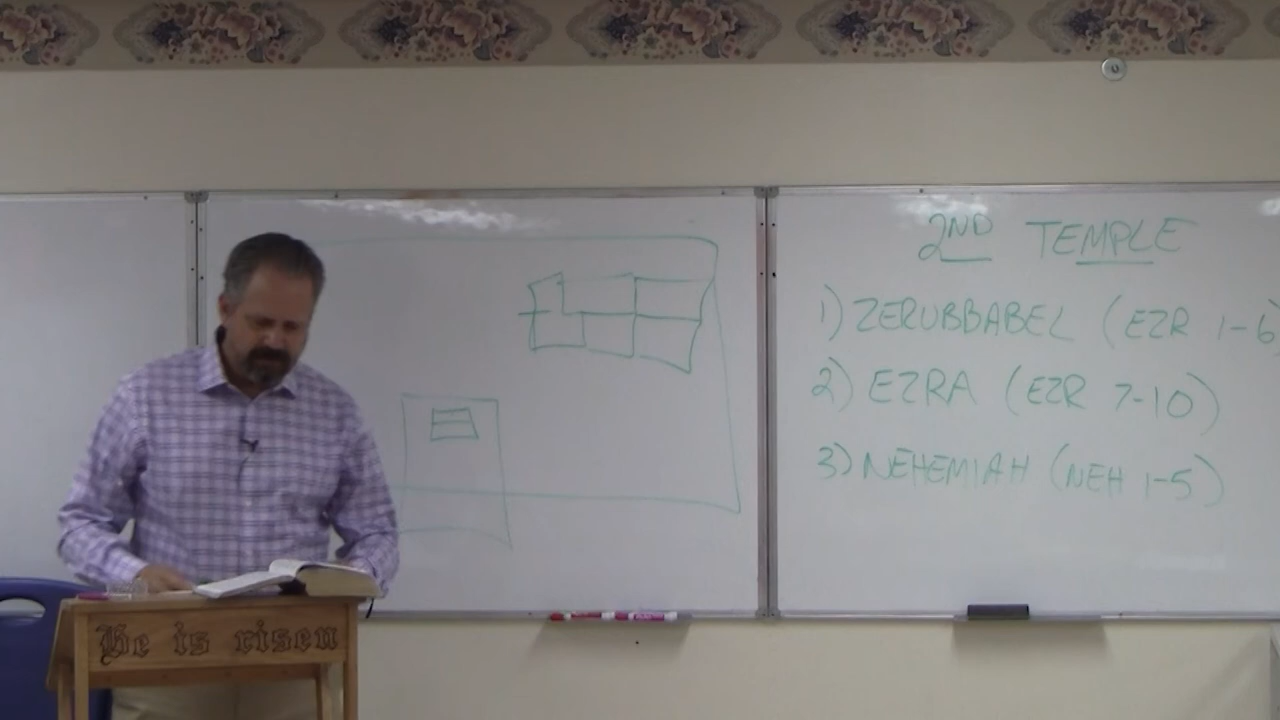 2ND TEMPLE
1) ZERUBBABEL (EZR 1-6)
2) EZRA (EZR 7-10)
3) NEHEMIAH (NEH 1-5)
He is risen